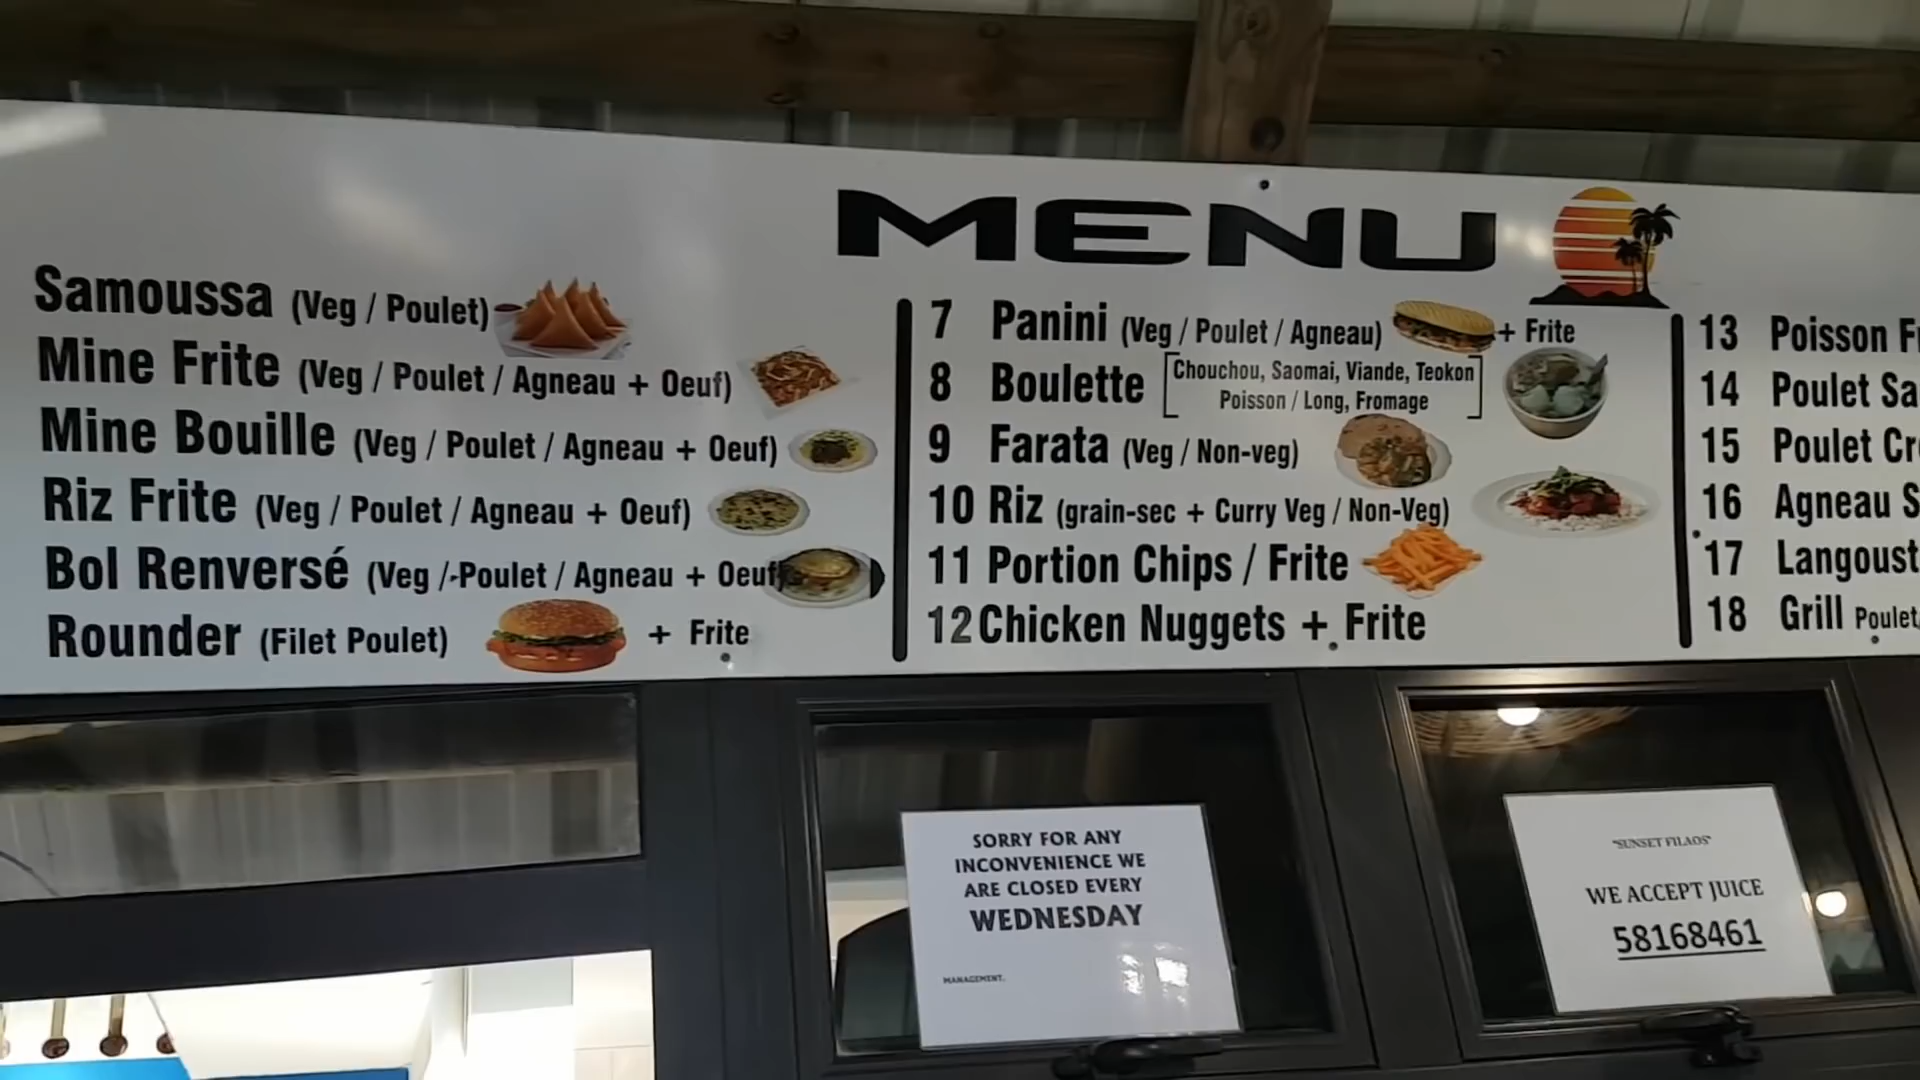 MENU
Samoussa (Veg / Poulet)
Mine Frite (Veg / Poulet / Agneau + Oeuf)
Mine Bouille (Veg / Poulet / Agneau + Oeuf)
Riz Frite (Veg / Poulet / Agneau + Oeuf)
Bol Renversé (Veg / Poulet / Agneau + Oeuf)
Rounder (Filet Poulet) + Frite
7 Panini (Veg / Poulet / Agneau) + Frite
8 Boulette [Chouchou, Saomai, Viande, Teokon
Poisson / Long, Fromage]
9 Farata (Veg / Non-veg)
10 Riz (grain-sec + Curry Veg / Non-Veg)
11 Portion Chips / Frite
12 Chicken Nuggets + Frite
13 Poisson
14 Poulet
15 Poulet
16 Agneau
17
18 Grill Poulet
SORRY FOR ANY
INCONVENIENCE WE
ARE CLOSED EVERY
WEDNESDAY
MANAGEMENT.
"SUNSET FILAOS"
WE ACCEPT JUICE
58168461